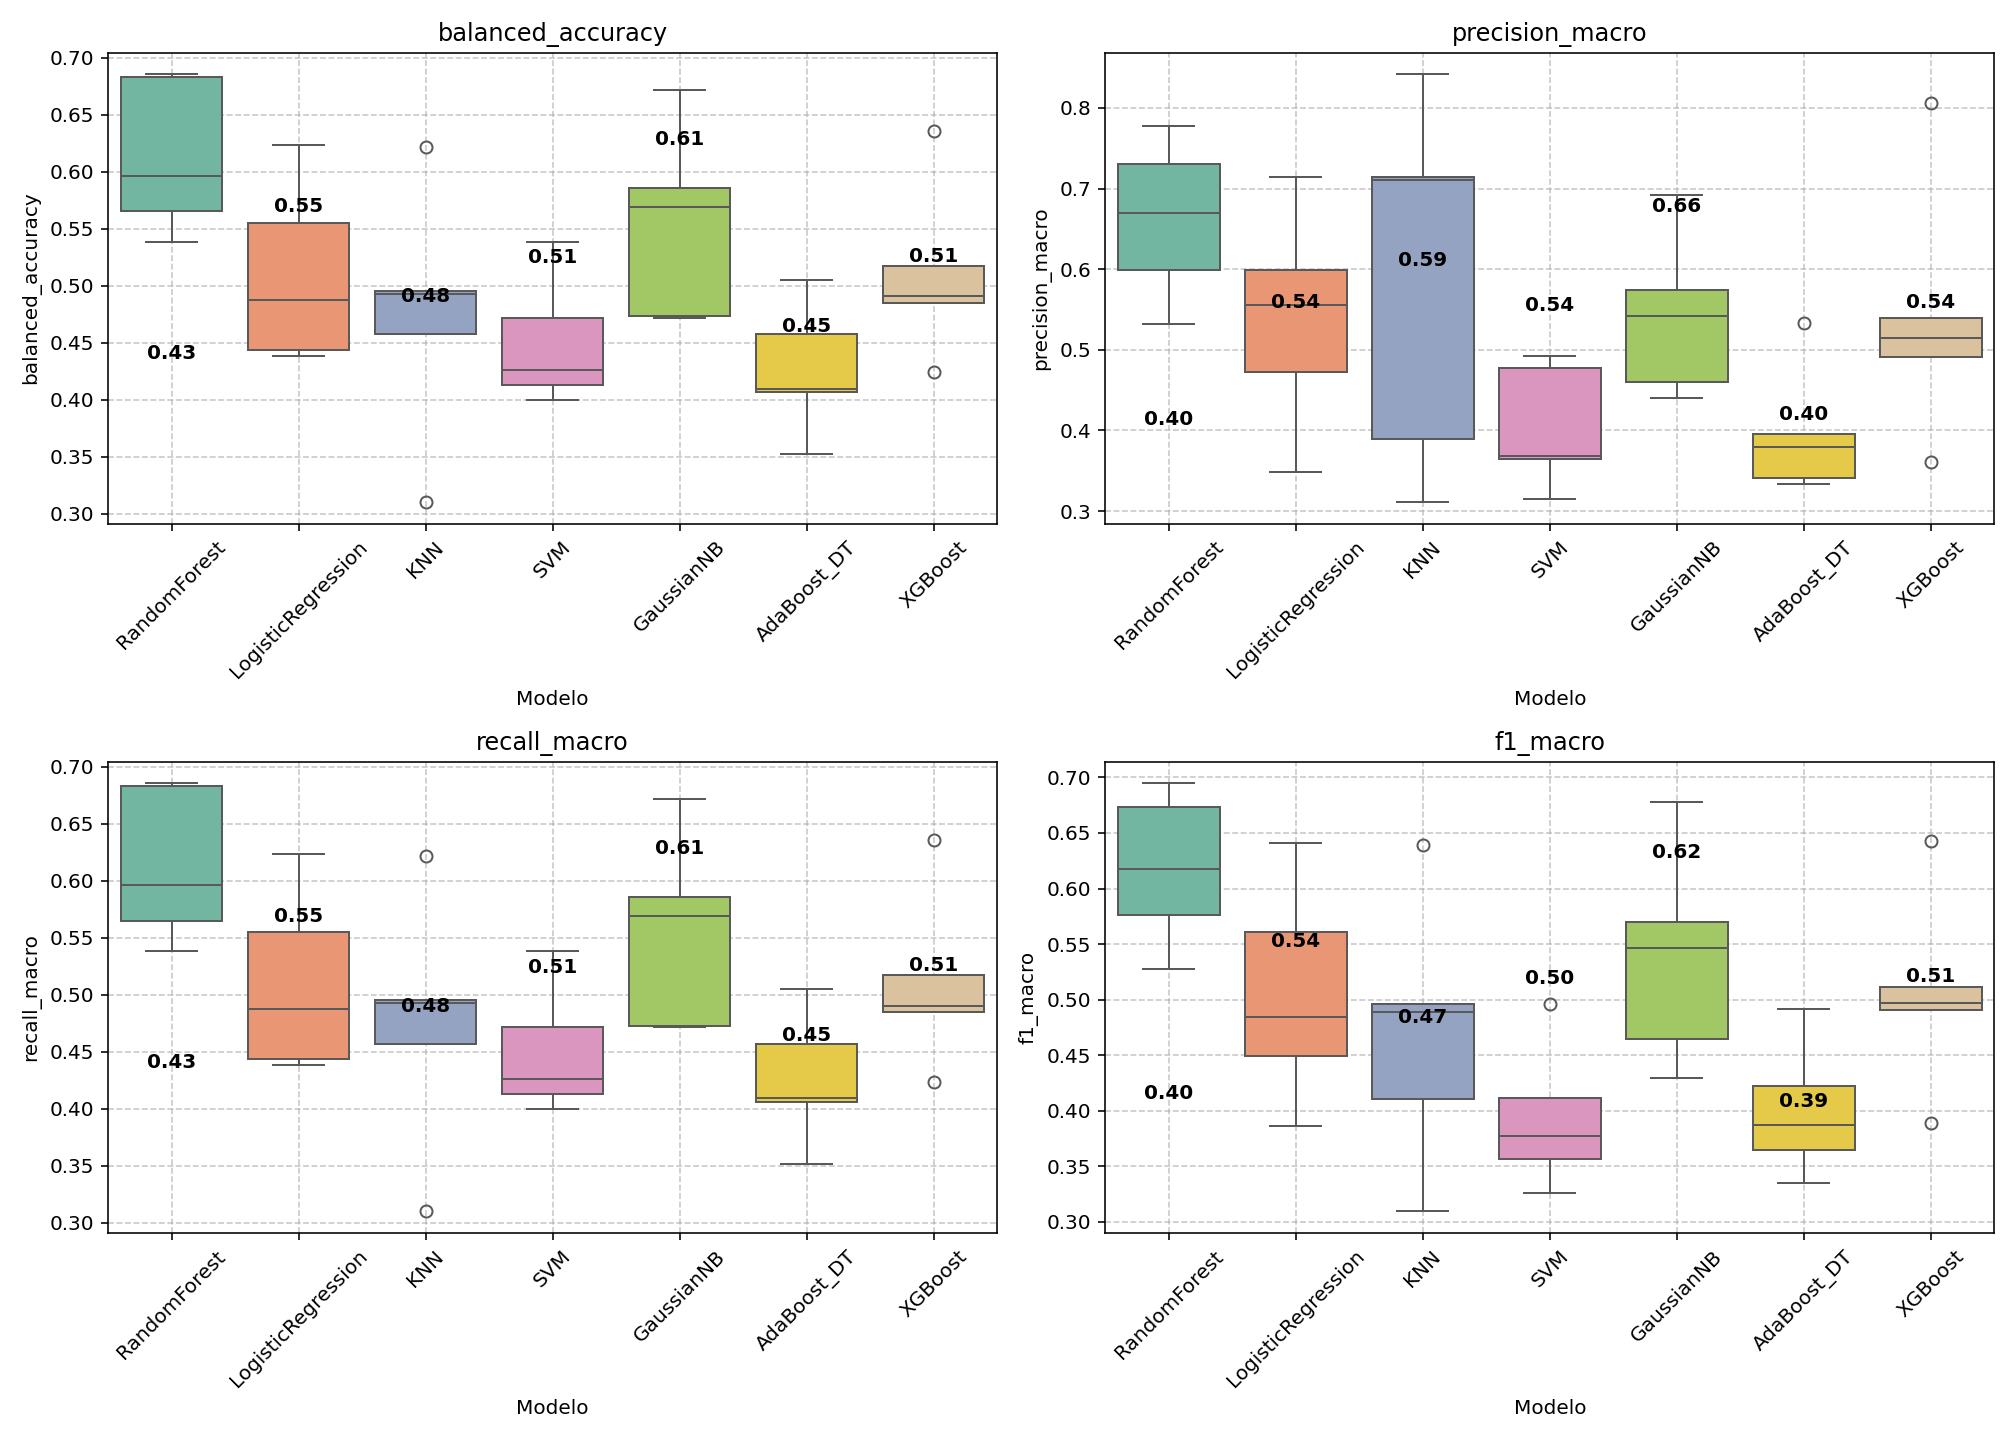 balanced_accuracy
balanced_accuracy
0.70
0.65
0.60
0.55
0.50
0.45
0.40
0.35
0.30
0.43
0.55
0.48
0.51
0.61
0.45
0.51
RandomForest
LogisticRegression
KNN
SVM
GaussianNB
AdaBoost_DT
XGBoost
Modelo
precision_macro
precision_macro
0.8
0.7
0.6
0.5
0.4
0.3
0.40
0.54
0.59
0.54
0.66
0.40
0.54
RandomForest
LogisticRegression
KNN
SVM
GaussianNB
AdaBoost_DT
XGBoost
Modelo
recall_macro
recall_macro
0.70
0.65
0.60
0.55
0.50
0.45
0.40
0.35
0.30
0.43
0.55
0.48
0.51
0.61
0.45
0.51
RandomForest
LogisticRegression
KNN
SVM
GaussianNB
AdaBoost_DT
XGBoost
Modelo
f1_macro
f1_macro
0.70
0.65
0.60
0.55
0.50
0.45
0.40
0.35
0.30
0.40
0.54
0.47
0.50
0.62
0.39
0.51
RandomForest
LogisticRegression
KNN
SVM
GaussianNB
AdaBoost_DT
XGBoost
Modelo